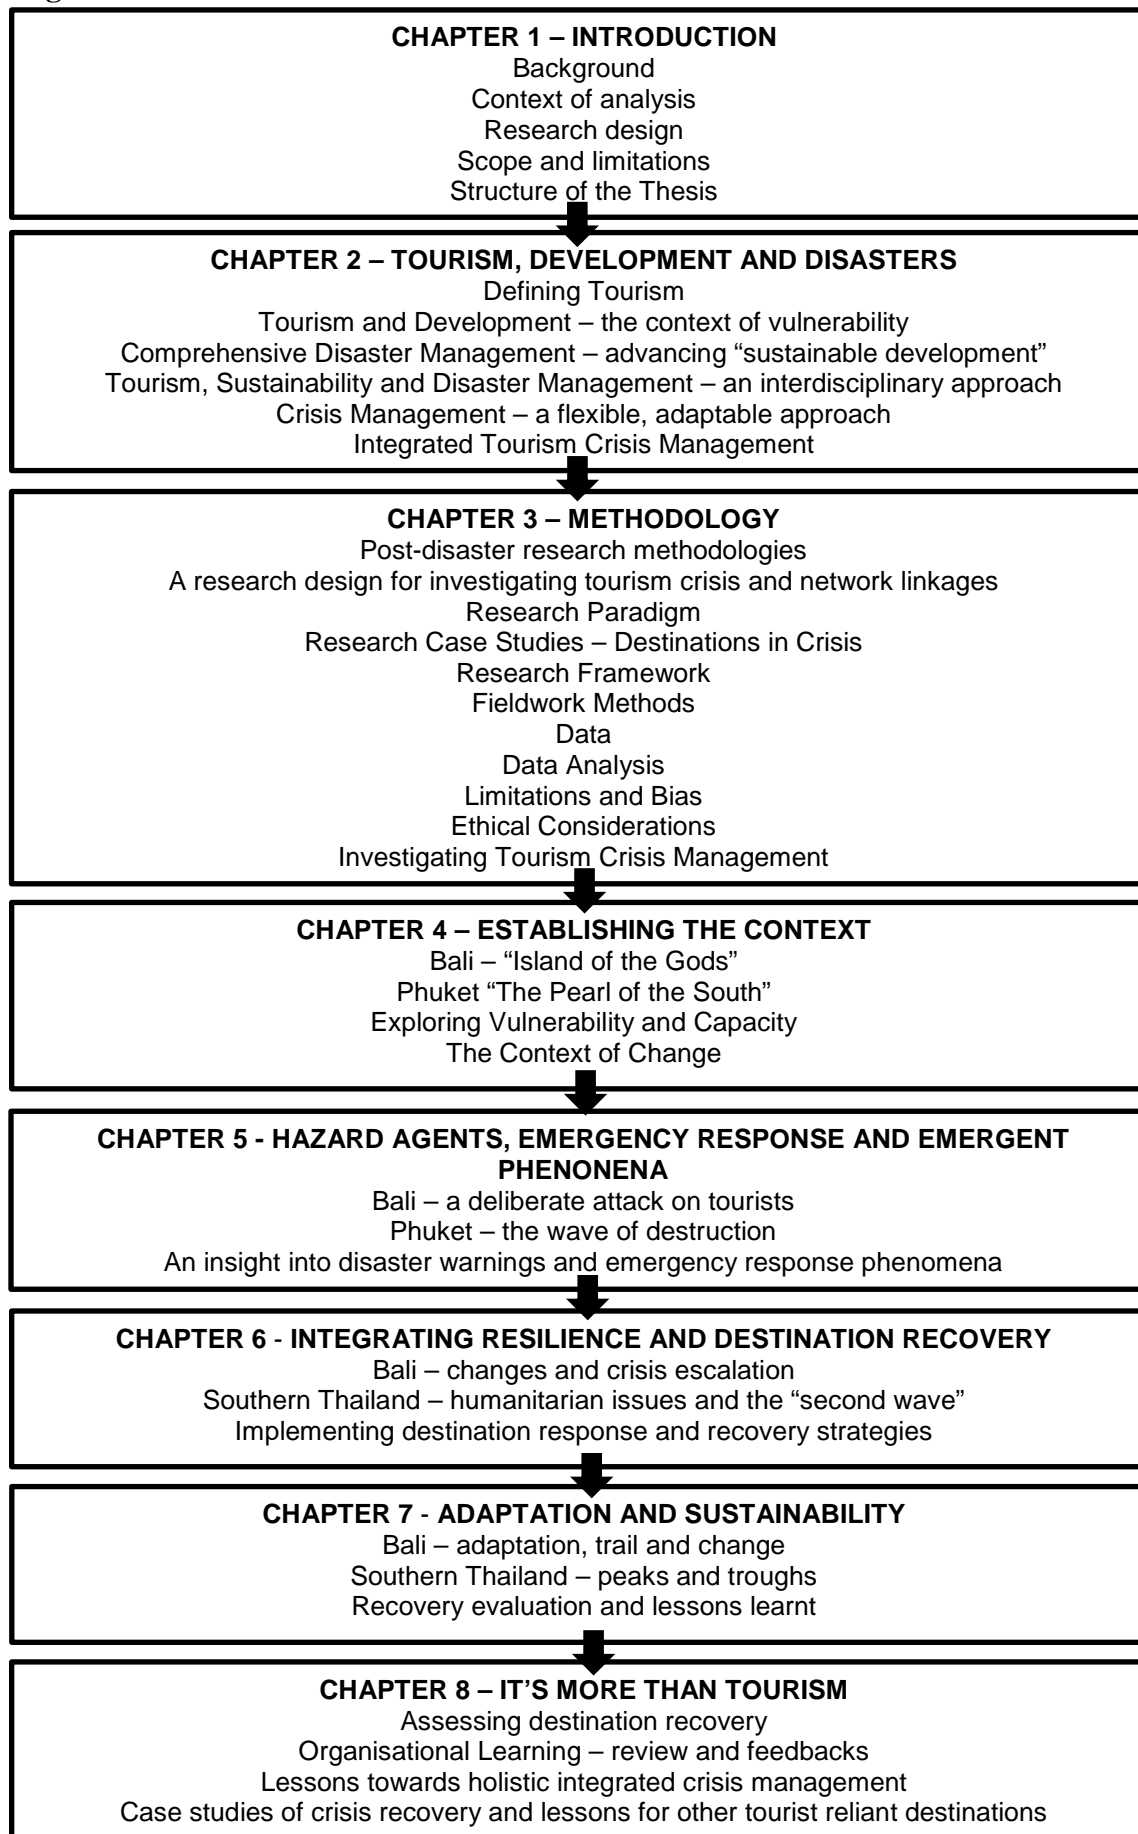 CHAPTER 1 – INTRODUCTION
Background
Context of analysis
Research design
Scope and limitations
Structure of the Thesis
CHAPTER 2 – TOURISM, DEVELOPMENT AND DISASTERS
Defining Tourism
Tourism and Development – the context of vulnerability
Comprehensive Disaster Management – advancing “sustainable development”
Tourism, Sustainability and Disaster Management – an interdisciplinary approach
Crisis Management – a flexible, adaptable approach
Integrated Tourism Crisis Management
CHAPTER 3 – METHODOLOGY
Post-disaster research methodologies
A research design for investigating tourism crisis and network linkages
Research Paradigm
Research Case Studies – Destinations in Crisis
Research Framework
Fieldwork Methods
Data
Data Analysis
Limitations and Bias
Ethical Considerations
Investigating Tourism Crisis Management
CHAPTER 4 – ESTABLISHING THE CONTEXT
Bali – “Island of the Gods”
Phuket “The Pearl of the South”
Exploring Vulnerability and Capacity
The Context of Change
CHAPTER 5 - HAZARD AGENTS, EMERGENCY RESPONSE AND EMERGENT
PHENONENA
Bali – a deliberate attack on tourists
Phuket – the wave of destruction
An insight into disaster warnings and emergency response phenomena
CHAPTER 6 - INTEGRATING RESILIENCE AND DESTINATION RECOVERY
Bali – changes and crisis escalation
Southern Thailand – humanitarian issues and the “second wave”
Implementing destination response and recovery strategies
CHAPTER 7 - ADAPTATION AND SUSTAINABILITY
Bali – adaptation, trail and change
Southern Thailand – peaks and troughs
Recovery evaluation and lessons learnt
CHAPTER 8 – IT’S MORE THAN TOURISM
Assessing destination recovery
Organisational Learning – review and feedbacks
Lessons towards holistic integrated crisis management
Case studies of crisis recovery and lessons for other tourist reliant destinations